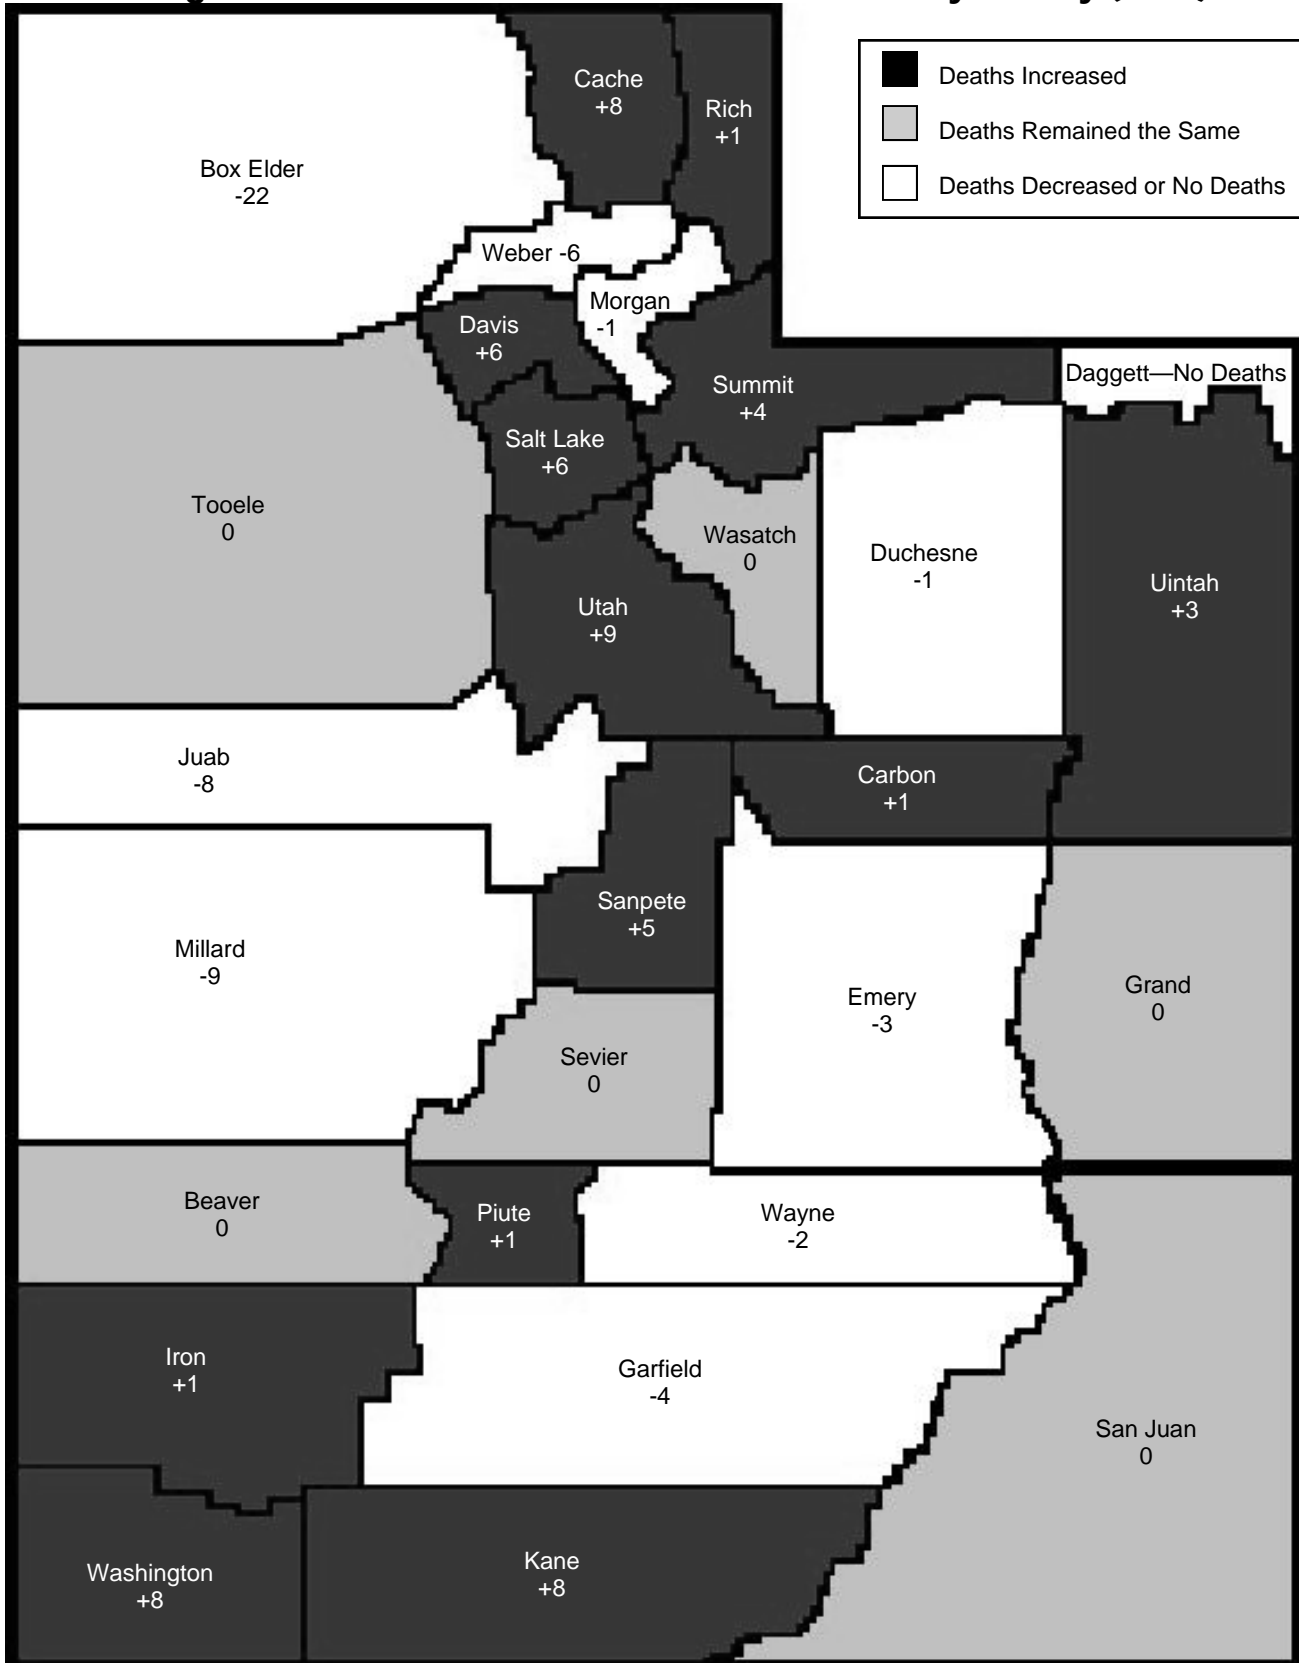 Deaths Increased
Deaths Remained the Same
Deaths Decreased or No Deaths
Cache
+8
Rich
+1
Box Elder
-22
Weber -6
Morgan
-1
Davis
+6
Daggett—No Deaths
Summit
+4
Salt Lake
+6
Tooele
0
Wasatch
0
Duchesne
-1
Uintah
+3
Utah
+9
Juab
-8
Carbon
+1
Sanpete
+5
Millard
-9
Emery
-3
Grand
0
Sevier
0
Beaver
0
Piute
+1
Wayne
-2
Iron
+1
Garfield
-4
San Juan
0
Washington
+8
Kane
+8